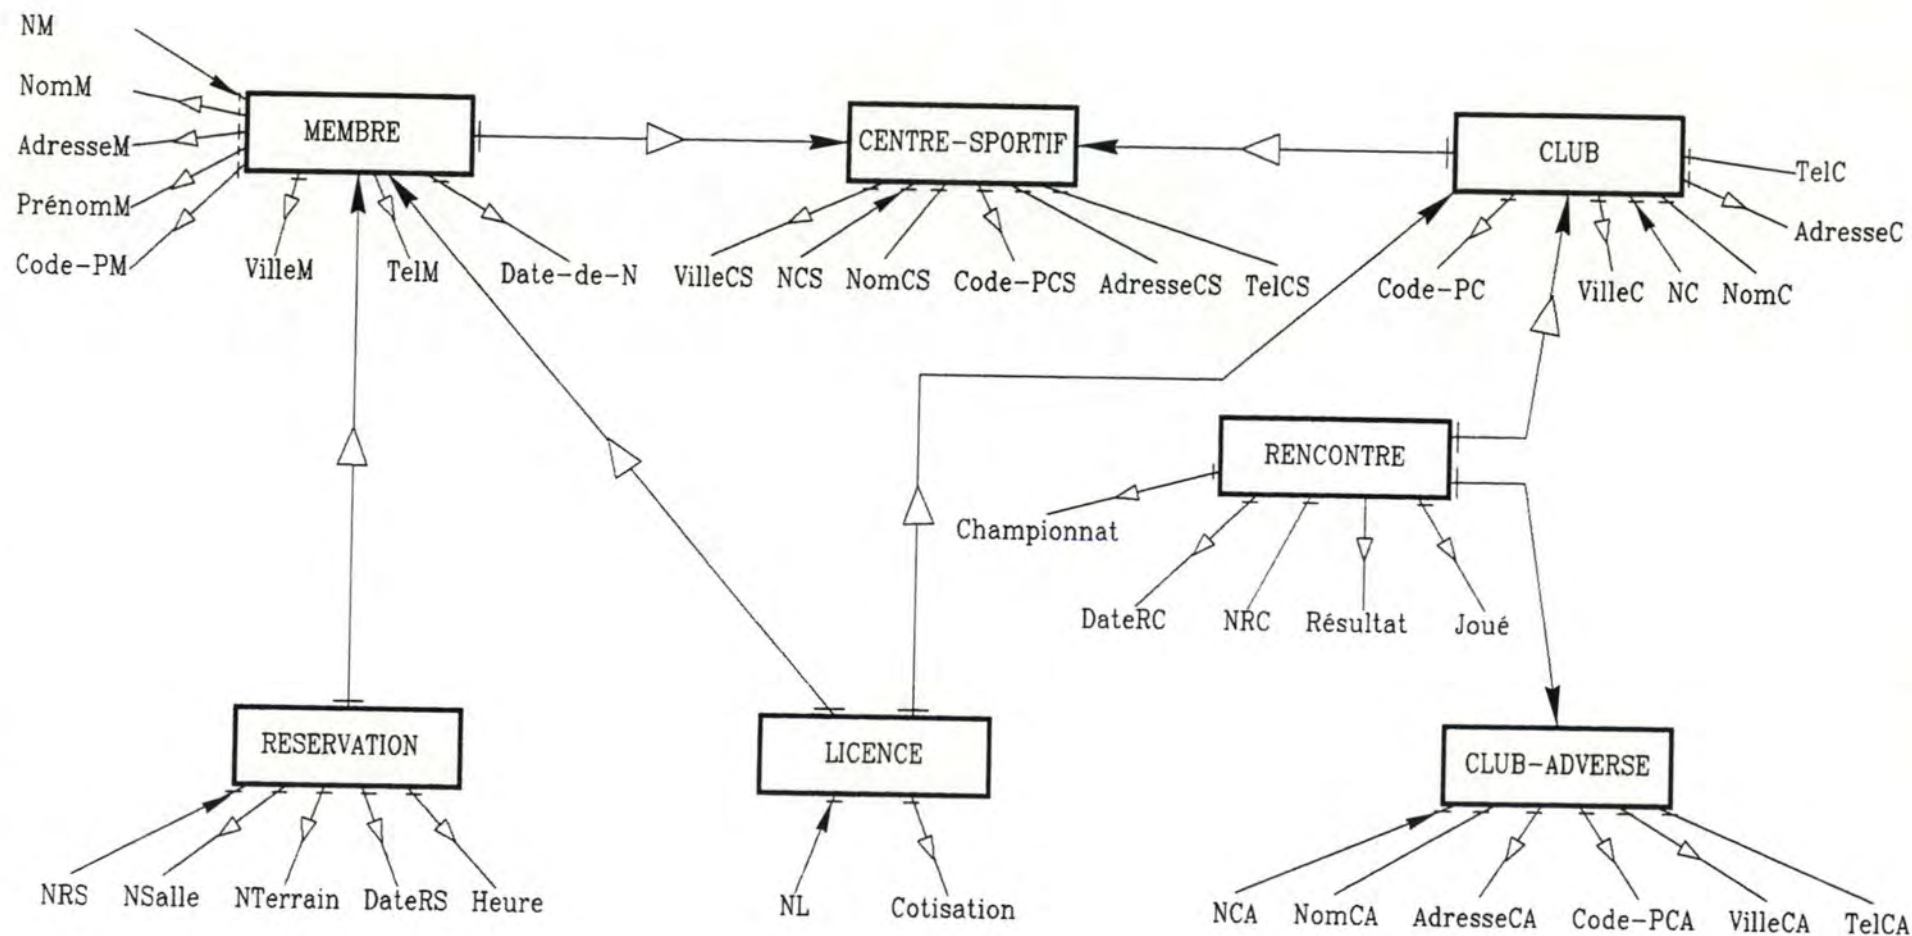 NM
NomM
AdresseM
PrénomM
Code-PM
MEMBRE
VilleM
TelM
Date-de-N
CENTRE-SPORTIF
VilleCS
NCS
NomCS
Code-PCS
AdresseCS
TelCS
CLUB
TelC
AdresseC
Code-PC
VilleC
NC
NomC
RENCONTRE
Championnat
DateRC
NRC
Résultat
Joué
RESERVATION
NRS
NSalle
NTerrain
DateRS
Heure
LICENCE
NL
Cotisation
CLUB-ADVERSE
NCA
NomCA
AdresseCA
Code-PCA
VilleCA
TelCA